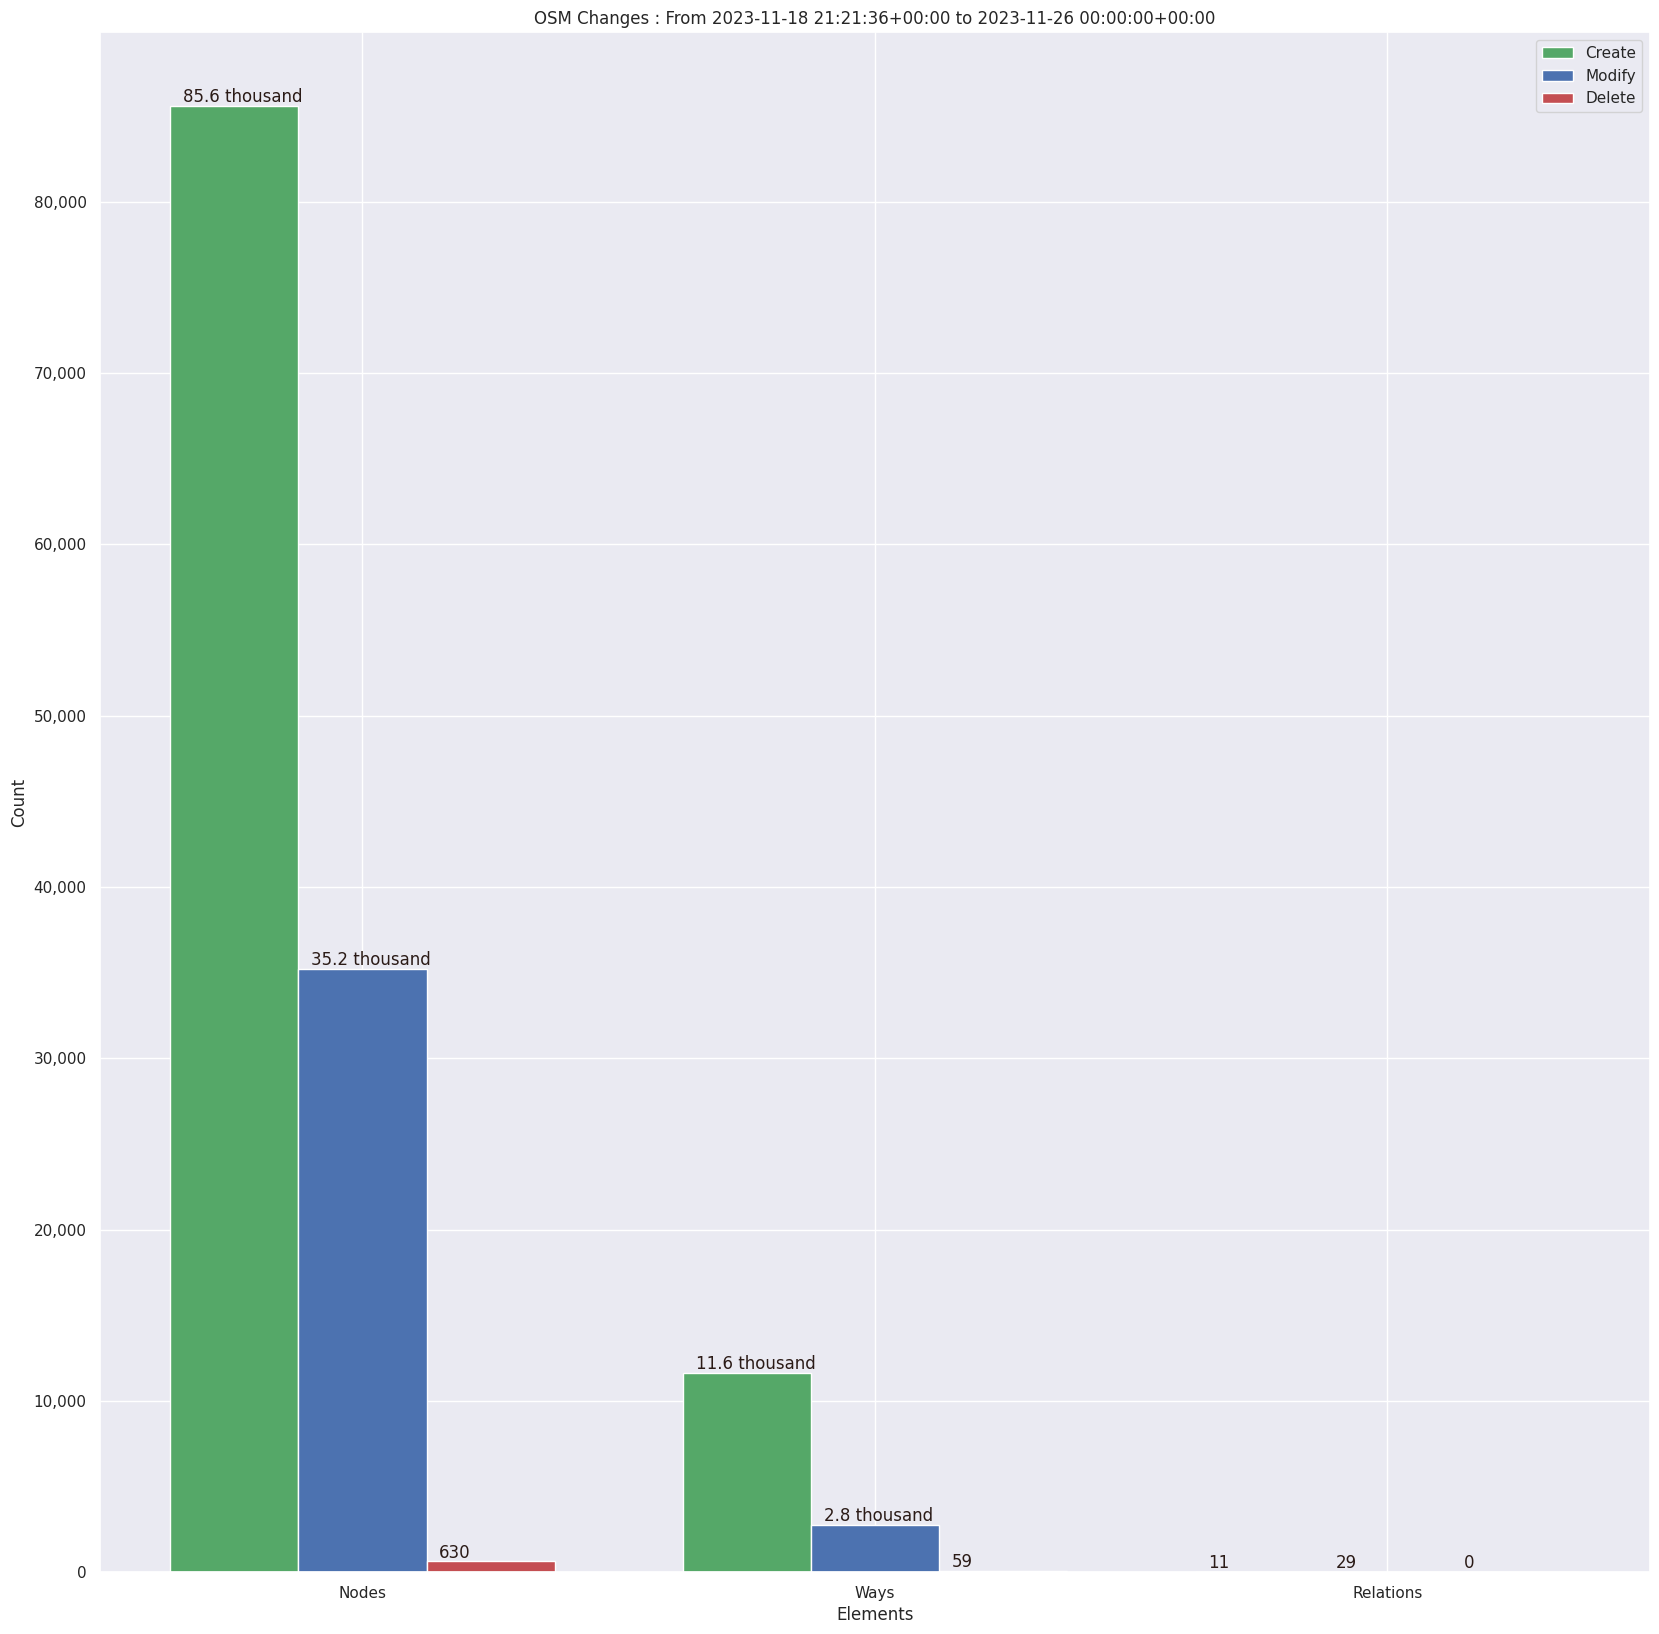 OSM Changes : From 2023-11-18 21:21:36+00:00 to 2023-11-26 00:00:00+00:00
Create
Modify
Delete
85.6 thousand
80,000
70,000
60,000
50,000
Count
40,000
35.2 thousand
30,000
20,000
11.6 thousand
10,000
2.8 thousand
630
59
11
29
0
0
Nodes
Ways
Relations
Elements